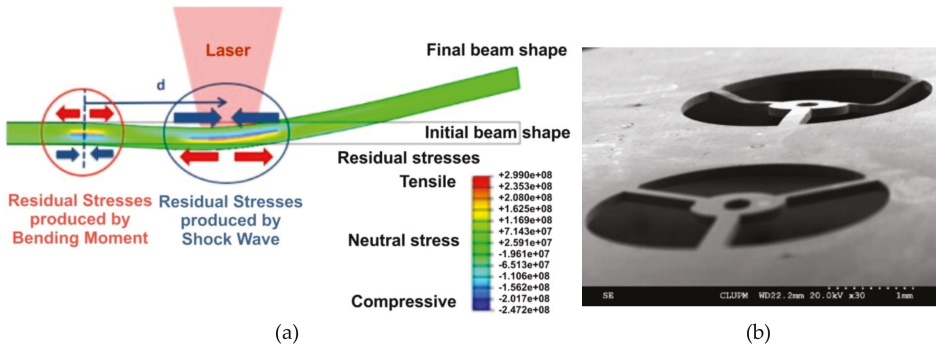 Laser
Final beam shape
d
Initial beam shape
Residual stresses
Tensile
Neutral stress
Compressive
+2.990e+08
+2.353e+08
+2.080e+08
+1.625e+08
+1.169e+08
+7.143e+07
+2.591e+07
-1.961e+07
-6.513e+07
-1.106e+08
-1.562e+08
-2.017e+08
-2.472e+08
Residual Stresses
produced by
Bending Moment
Residual Stresses
produced by
Shock Wave
(a)
SE CLUPM WD22.2mm 20.0kV x30 1mm
(b)